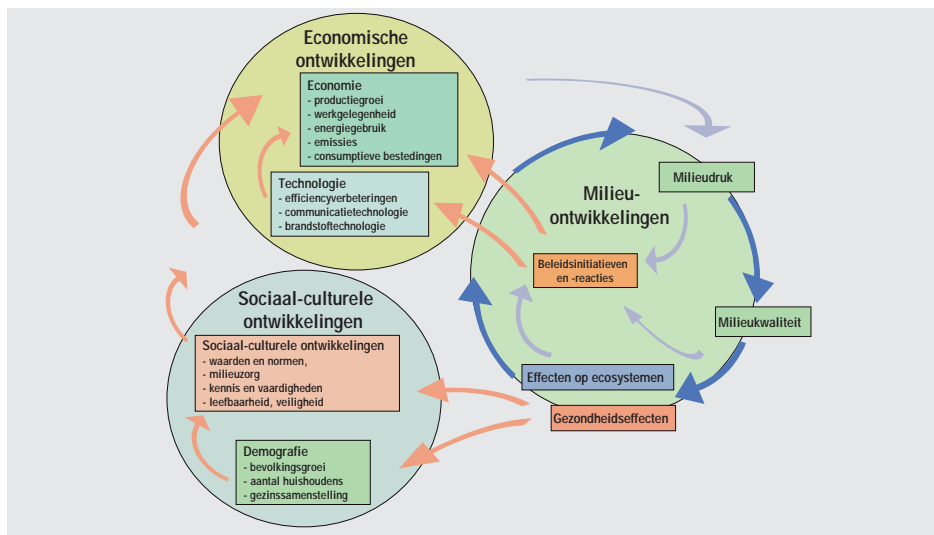 Economische
ontwikkelingen
Economie
- productiegroei
- werkgelegenheid
- energiegebruik
- emissies
- consumptieve bestedingen
Technologie
- efficiencyverbeteringen
- communicatietechnologie
- brandstoftechnologie
Milieudruk
Milieu-
ontwikkelingen
Beleidsinitiatieven
en -reacties
Milieukwaliteit
Effecten op ecosystemen
Gezondheidseffecten
Sociaal-culturele
ontwikkelingen
Sociaal-culturele ontwikkelingen
- waarden en normen,
- milieuzorg
- kennis en vaardigheden
- leefbaarheid, veiligheid
Demografie
- bevolkingsgroei
- aantal huishoudens
- gezinssamenstelling